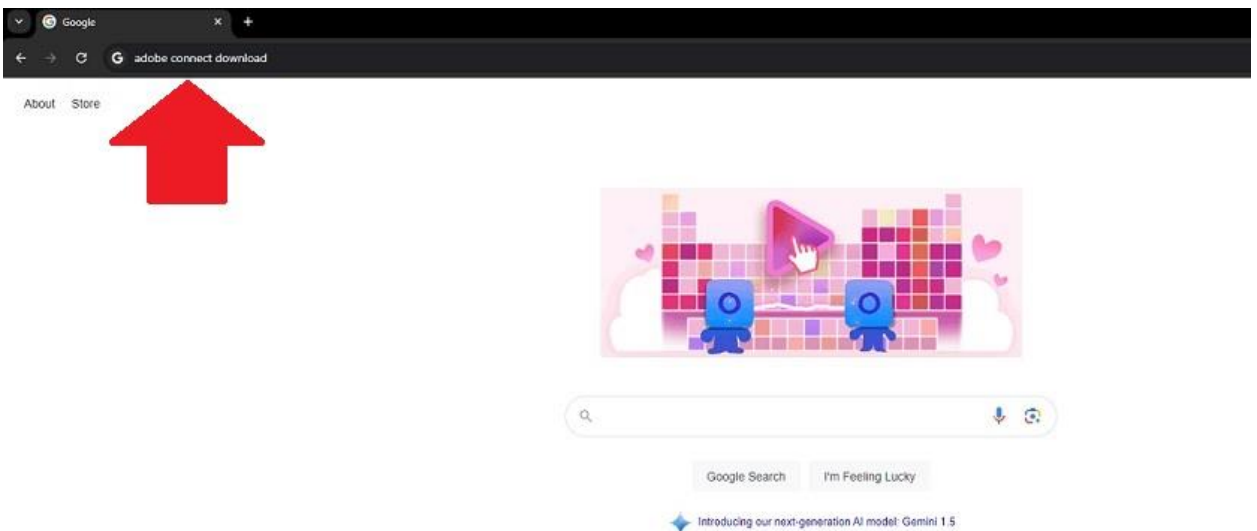 Google
adobe connect download
About Store
Google Search I'm Feeling Lucky
Introducing our next-generation AI model: Gemini 1.5